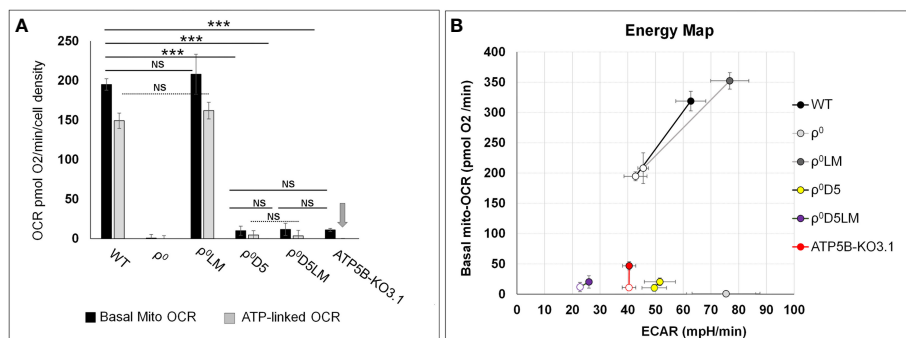 A
***
***
***
NS
NS
NS
NS
NS
NS
OCR pmol O2/min/cell density
250
200
150
100
50
0
WT
ρ⁰
ρ⁰LM
ρ⁰D5
ρ⁰D5LM
ATP5B-KO3.1
Basal Mito OCR
ATP-linked OCR
B
Energy Map
Basal mito-OCR (pmol O2 /min)
400
350
300
250
200
150
100
50
0
20
30
40
50
60
70
80
90
100
ECAR (mpH/min)
WT
ρ⁰
ρ⁰LM
ρ⁰D5
ρ⁰D5LM
ATP5B-KO3.1